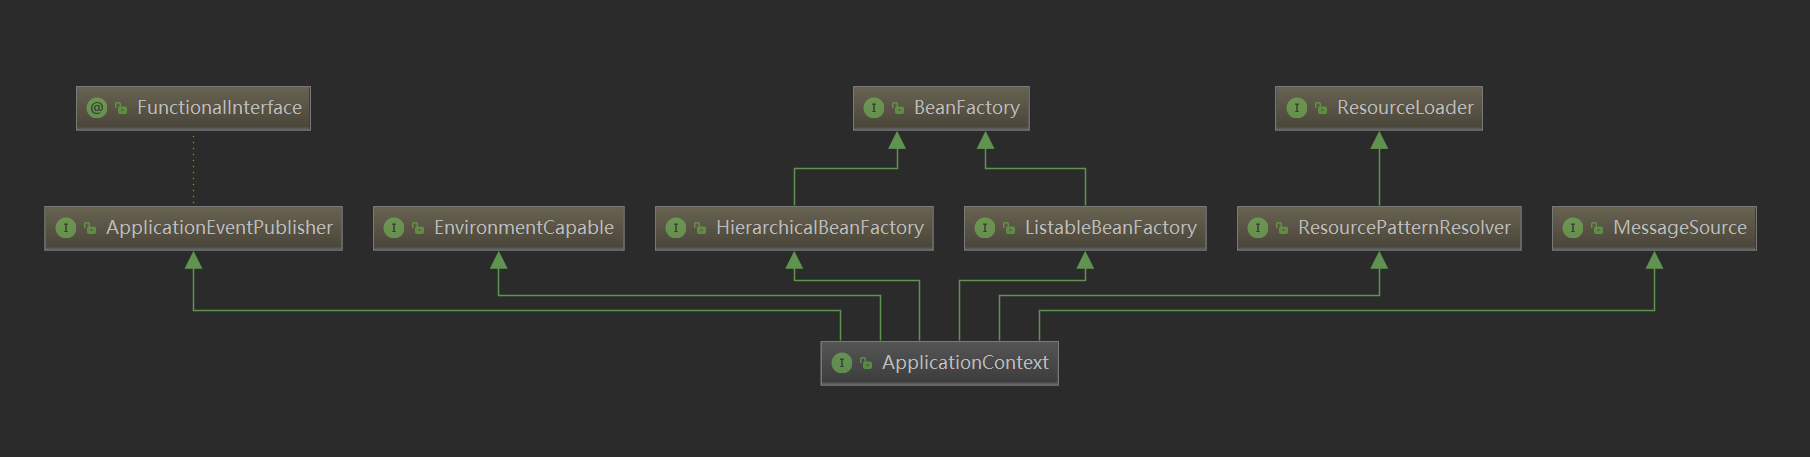 FunctionalInterface
BeanFactory
ResourceLoader
ApplicationEventPublisher
EnvironmentCapable
HierarchicalBeanFactory
ListableBeanFactory
ResourcePatternResolver
MessageSource
ApplicationContext